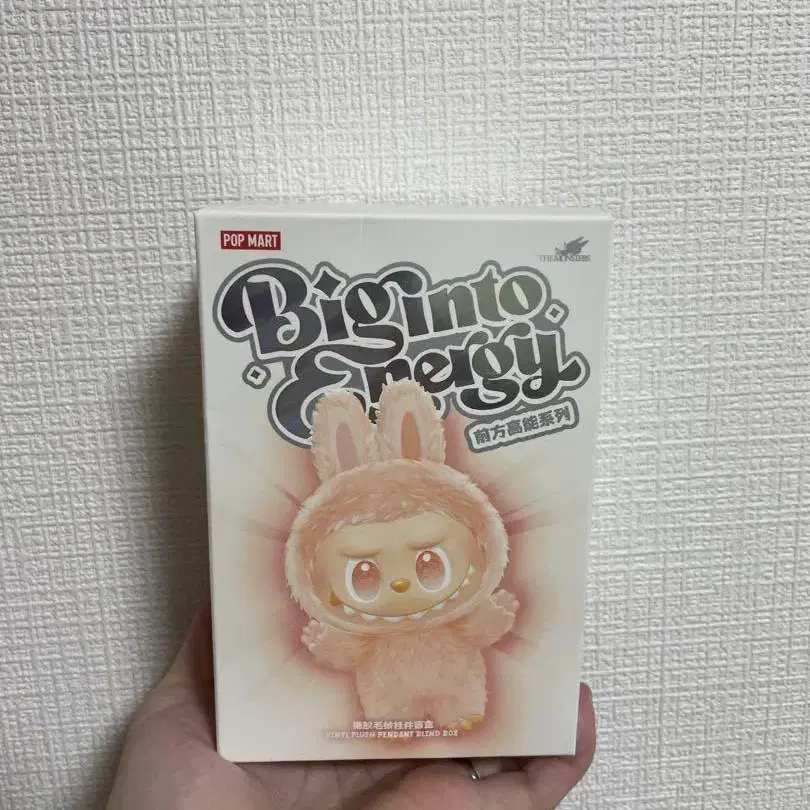 POP MART
THE MONSTERS
Big into
Energy
前方高能系列
搪胶毛绒挂件盲盒
VINYL PLUSH PENDANT BLIND BOX